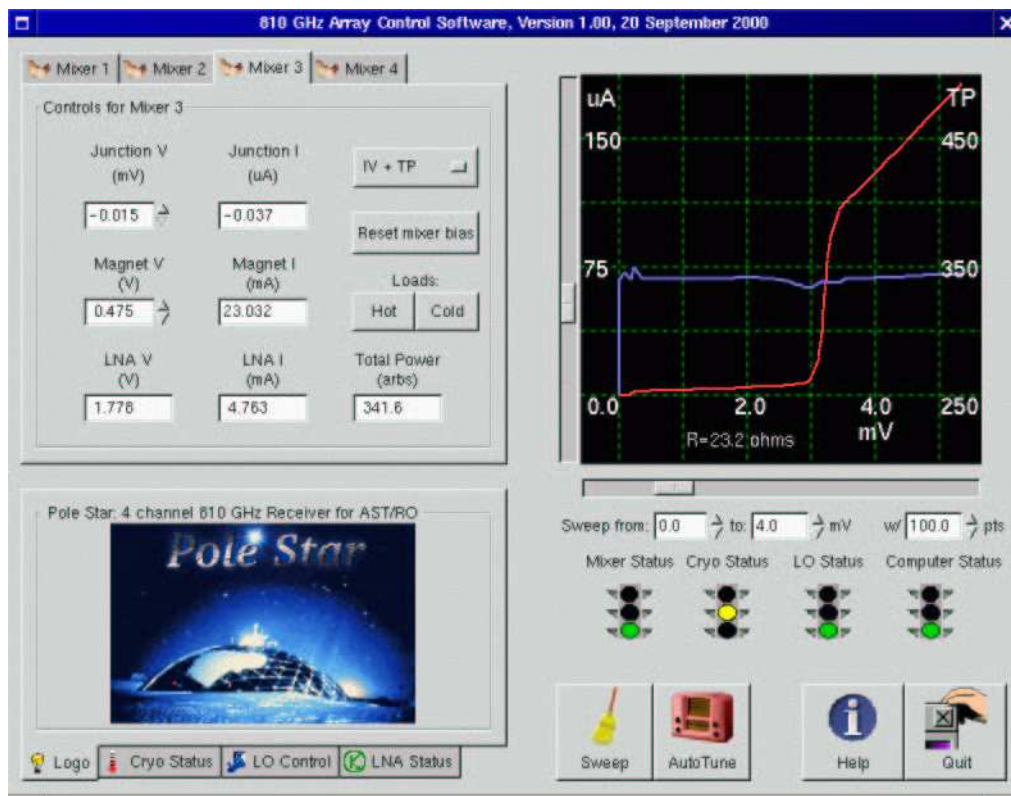 810 GHz Array Control Software, Version 1.00, 20 September 2000
Mixer 1 Mixer 2 Mixer 3 Mixer 4
Controls for Mixer 3
Junction V (mV)
Junction I (uA)
IV + TP
-0.015
-0.037
Reset mixer bias
Magnet V (V)
Magnet I (mA)
Loads:
0.475
23.032
Hot Cold
LNA V (V)
LNA I (mA)
Total Power (arbs)
1.778
4.763
341.6
uA
TP
150
450
75
350
0.0
2.0
4.0
250
R=23.2 ohms
mV
Sweep from: 0.0 to: 4.0 mV w/ 100.0 pts
Mixer Status Cryo Status LO Status Computer Status
Pole Star: 4 channel 810 GHz Receiver for AST/RO
Pole Star
Logo Cryo Status LO Control LNA Status
Sweep
AutoTune
Help
Quit